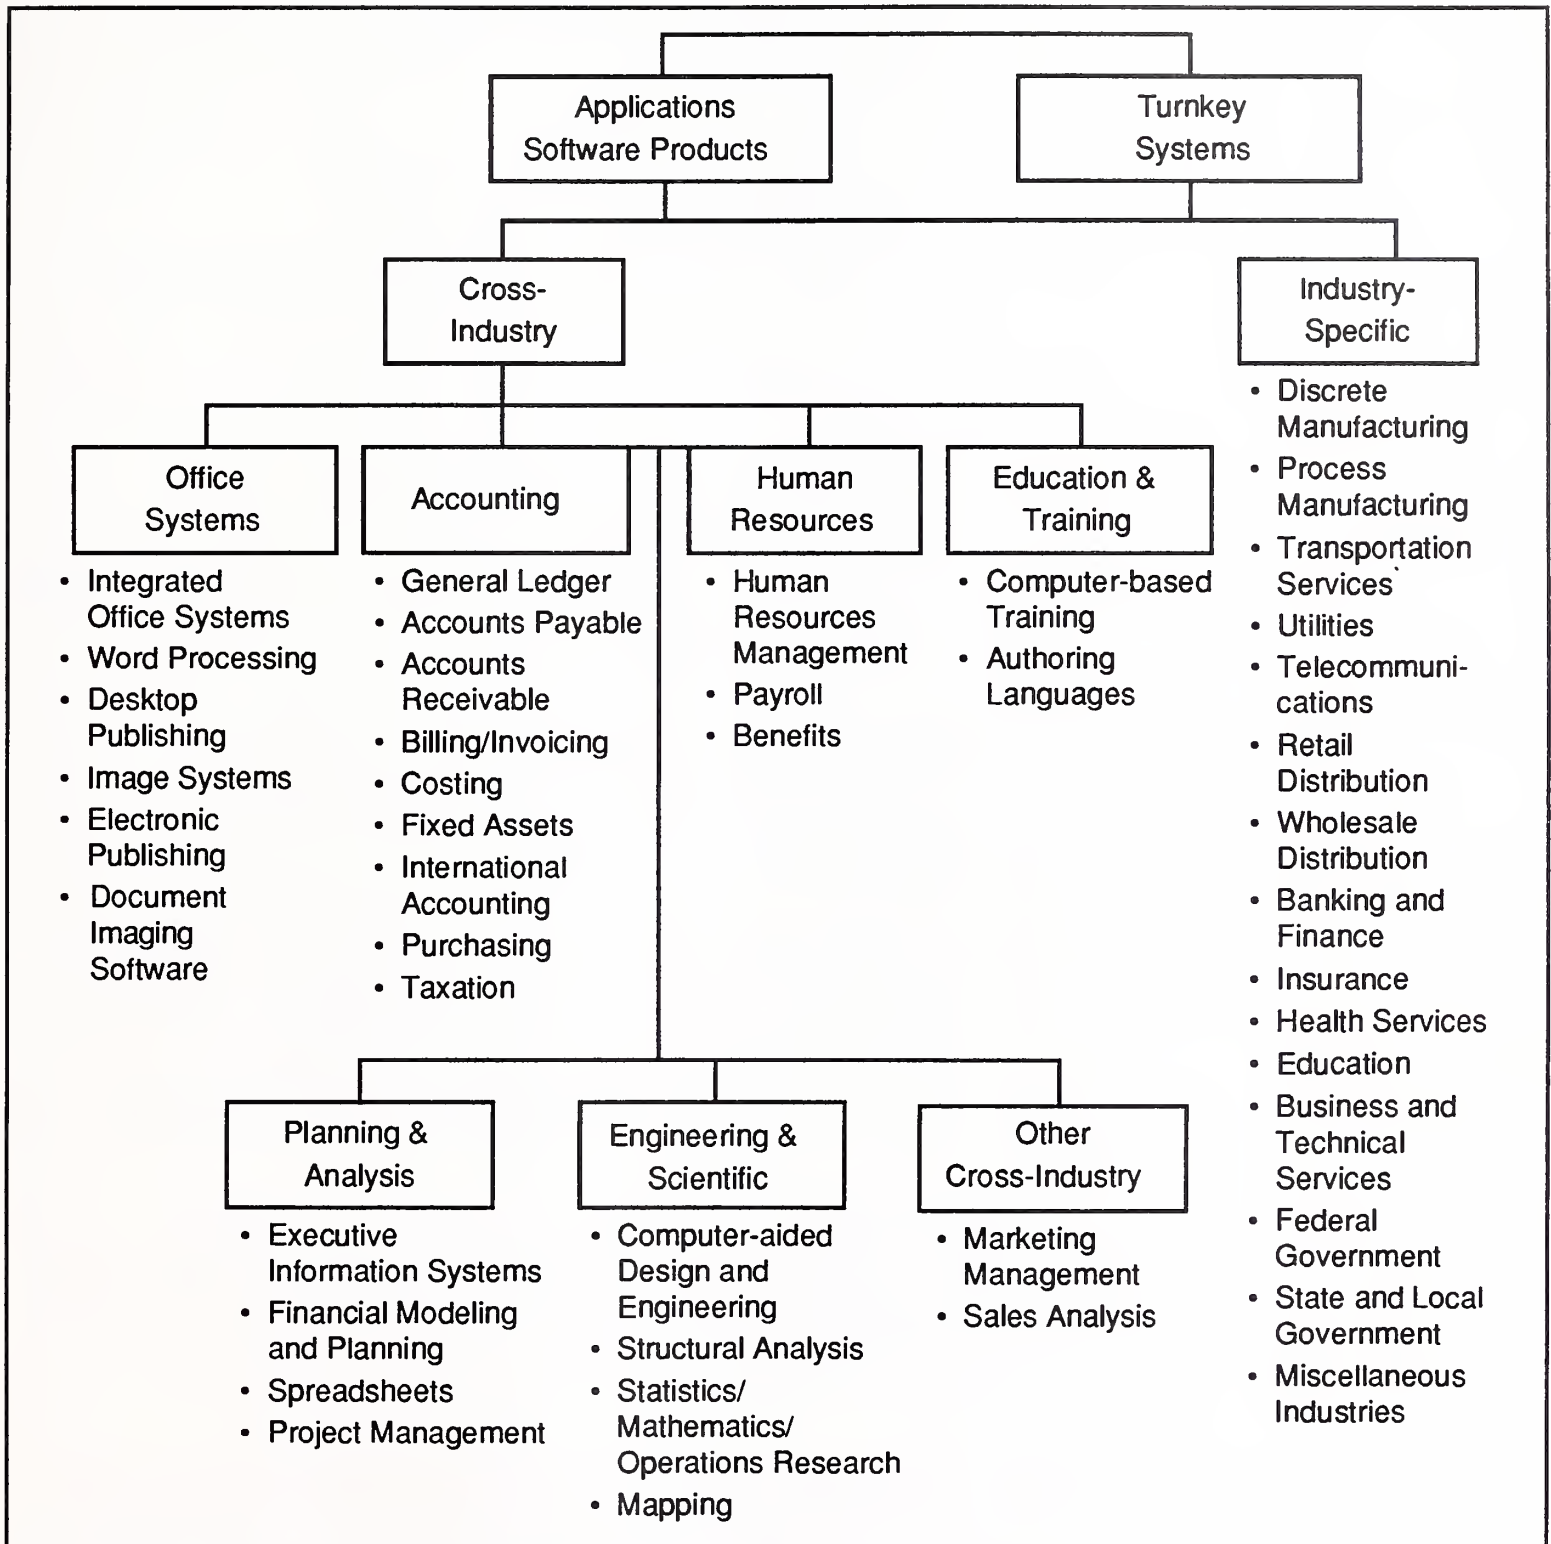 Applications
Software Products
Turnkey
Systems
Cross-
Industry
Industry-
Specific
Office
Systems
• Integrated
Office Systems
• Word Processing
• Desktop
Publishing
• Image Systems
• Electronic
Publishing
• Document
Imaging
Software
Accounting
• General Ledger
• Accounts Payable
• Accounts
Receivable
• Billing/Invoicing
• Costing
• Fixed Assets
• International
Accounting
• Purchasing
• Taxation
Human
Resources
• Human
Resources
Management
• Payroll
• Benefits
Education &
Training
• Computer-based
Training
• Authoring
Languages
• Discrete
Manufacturing
• Process
Manufacturing
• Transportation
Services
• Utilities
• Telecommuni-
cations
• Retail
Distribution
• Wholesale
Distribution
• Banking and
Finance
• Insurance
• Health Services
• Education
• Business and
Technical
Services
• Federal
Government
• State and Local
Government
• Miscellaneous
Industries
Planning &
Analysis
• Executive
Information Systems
• Financial Modeling
and Planning
• Spreadsheets
• Project Management
Engineering &
Scientific
• Computer-aided
Design and
Engineering
• Structural Analysis
• Statistics/
Mathematics/
Operations Research
• Mapping
Other
Cross-Industry
• Marketing
Management
• Sales Analysis